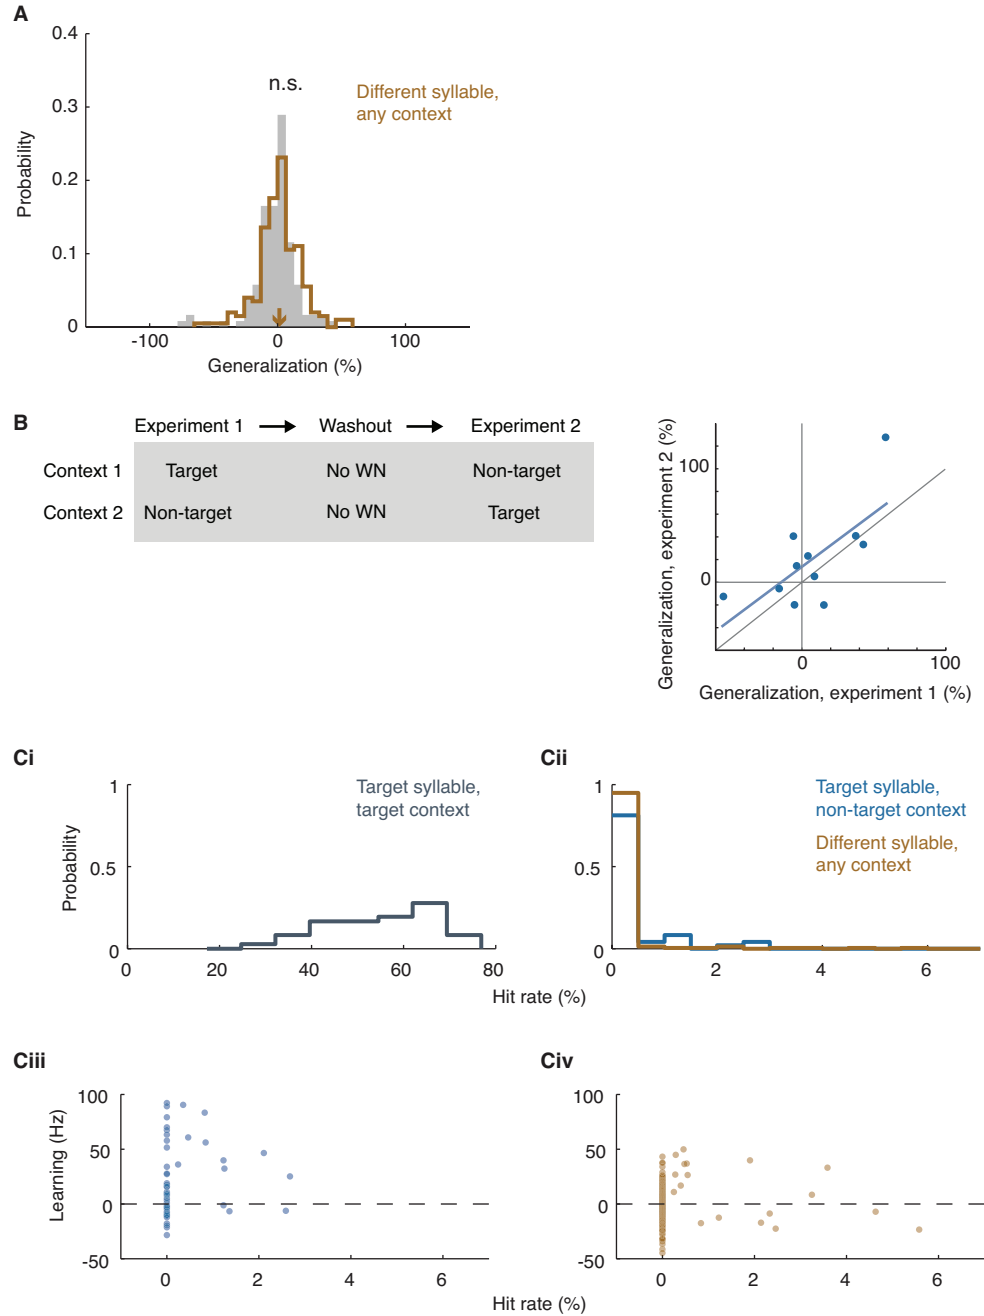 A
0.4
0.3
0.2
0.1
0
Probability
n.s.
Different syllable,
any context
-100
0
100
Generalization (%)
B
Experiment 1
Washout
Experiment 2
Context 1
Target
No WN
Non-target
Context 2
Non-target
No WN
Target
Generalization, experiment 2 (%)
100
0
0
100
Generalization, experiment 1 (%)
Ci
1
0.5
0
Probability
Target syllable,
target context
0
20
40
60
80
Cii
1
0.5
0
Target syllable,
non-target context
Different syllable,
any context
0
2
4
6
Hit rate (%)
Ciii
100
50
0
-50
Learning (Hz)
0
2
4
6
Civ
100
50
0
-50
0
2
4
6
Hit rate (%)